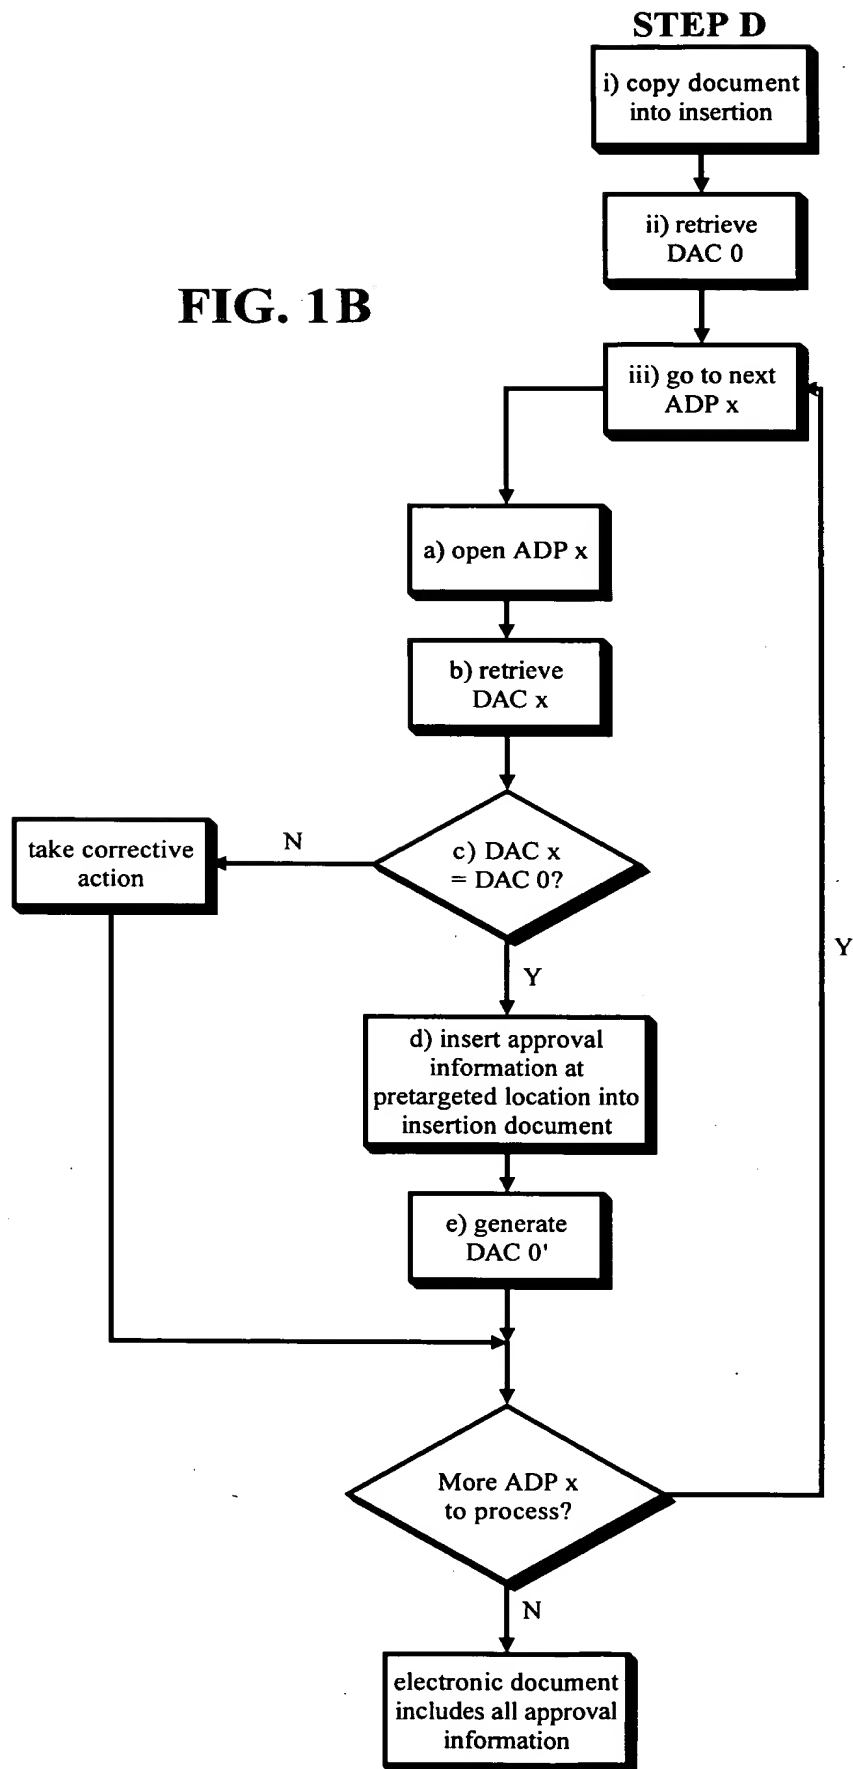 STEP D
i) copy document
into insertion
ii) retrieve
DAC 0
FIG. 1B
iii) go to next
ADP x
a) open ADP x
b) retrieve
DAC x
c) DAC x
= DAC 0?
N
take corrective
action
Y
Y
d) insert approval
information at
pretargeted location into
insertion document
e) generate
DAC 0'
More ADP x
to process?
N
electronic document
includes all approval
information